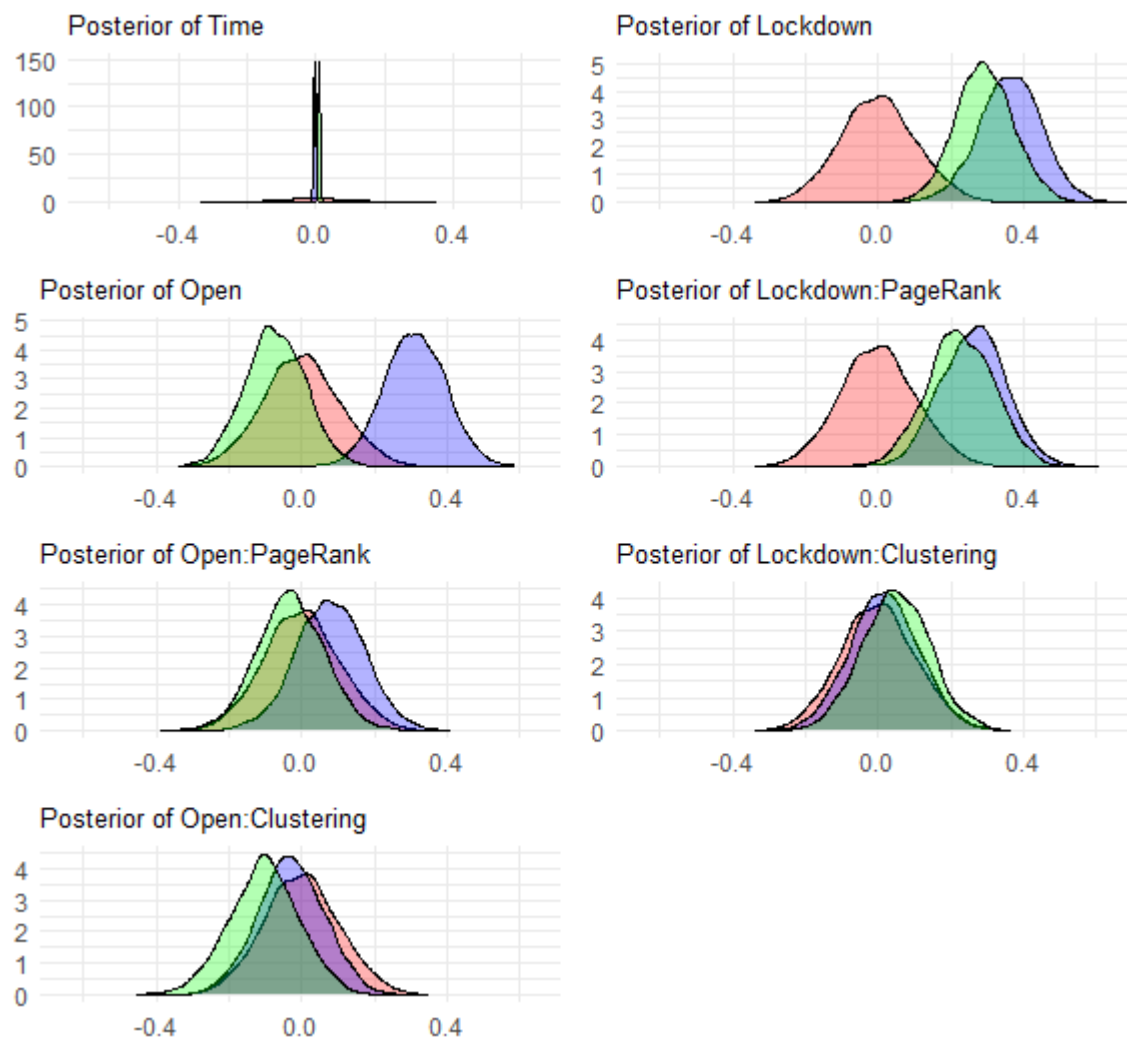 Posterior of Time
150
100
50
0
-0.4 0.0 0.4
Posterior of Lockdown
5
4
3
2
1
0
-0.4 0.0 0.4
Posterior of Open
5
4
3
2
1
0
-0.4 0.0 0.4
Posterior of Lockdown:PageRank
4
3
2
1
0
-0.4 0.0 0.4
Posterior of Open:PageRank
4
3
2
1
0
-0.4 0.0 0.4
Posterior of Lockdown:Clustering
4
3
2
1
0
-0.4 0.0 0.4
Posterior of Open:Clustering
4
3
2
1
0
-0.4 0.0 0.4